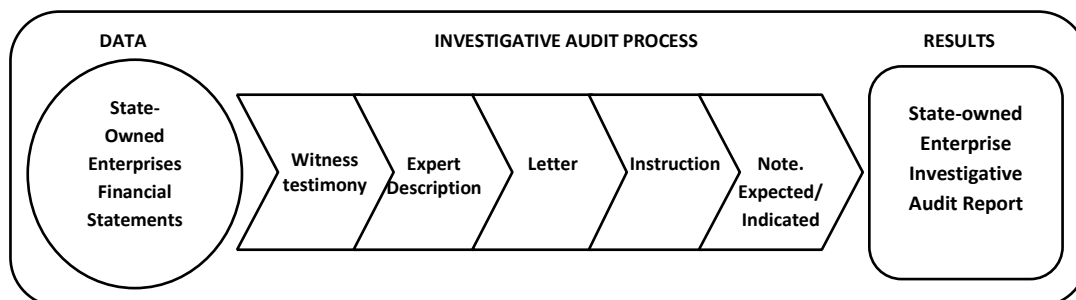 DATA
INVESTIGATIVE AUDIT PROCESS
RESULTS
State-
Owned
Enterprises
Financial
Statements
Witness
testimony
Expert
Description
Letter
Instruction
Note.
Expected/
Indicated
State-owned
Enterprise
Investigative
Audit Report